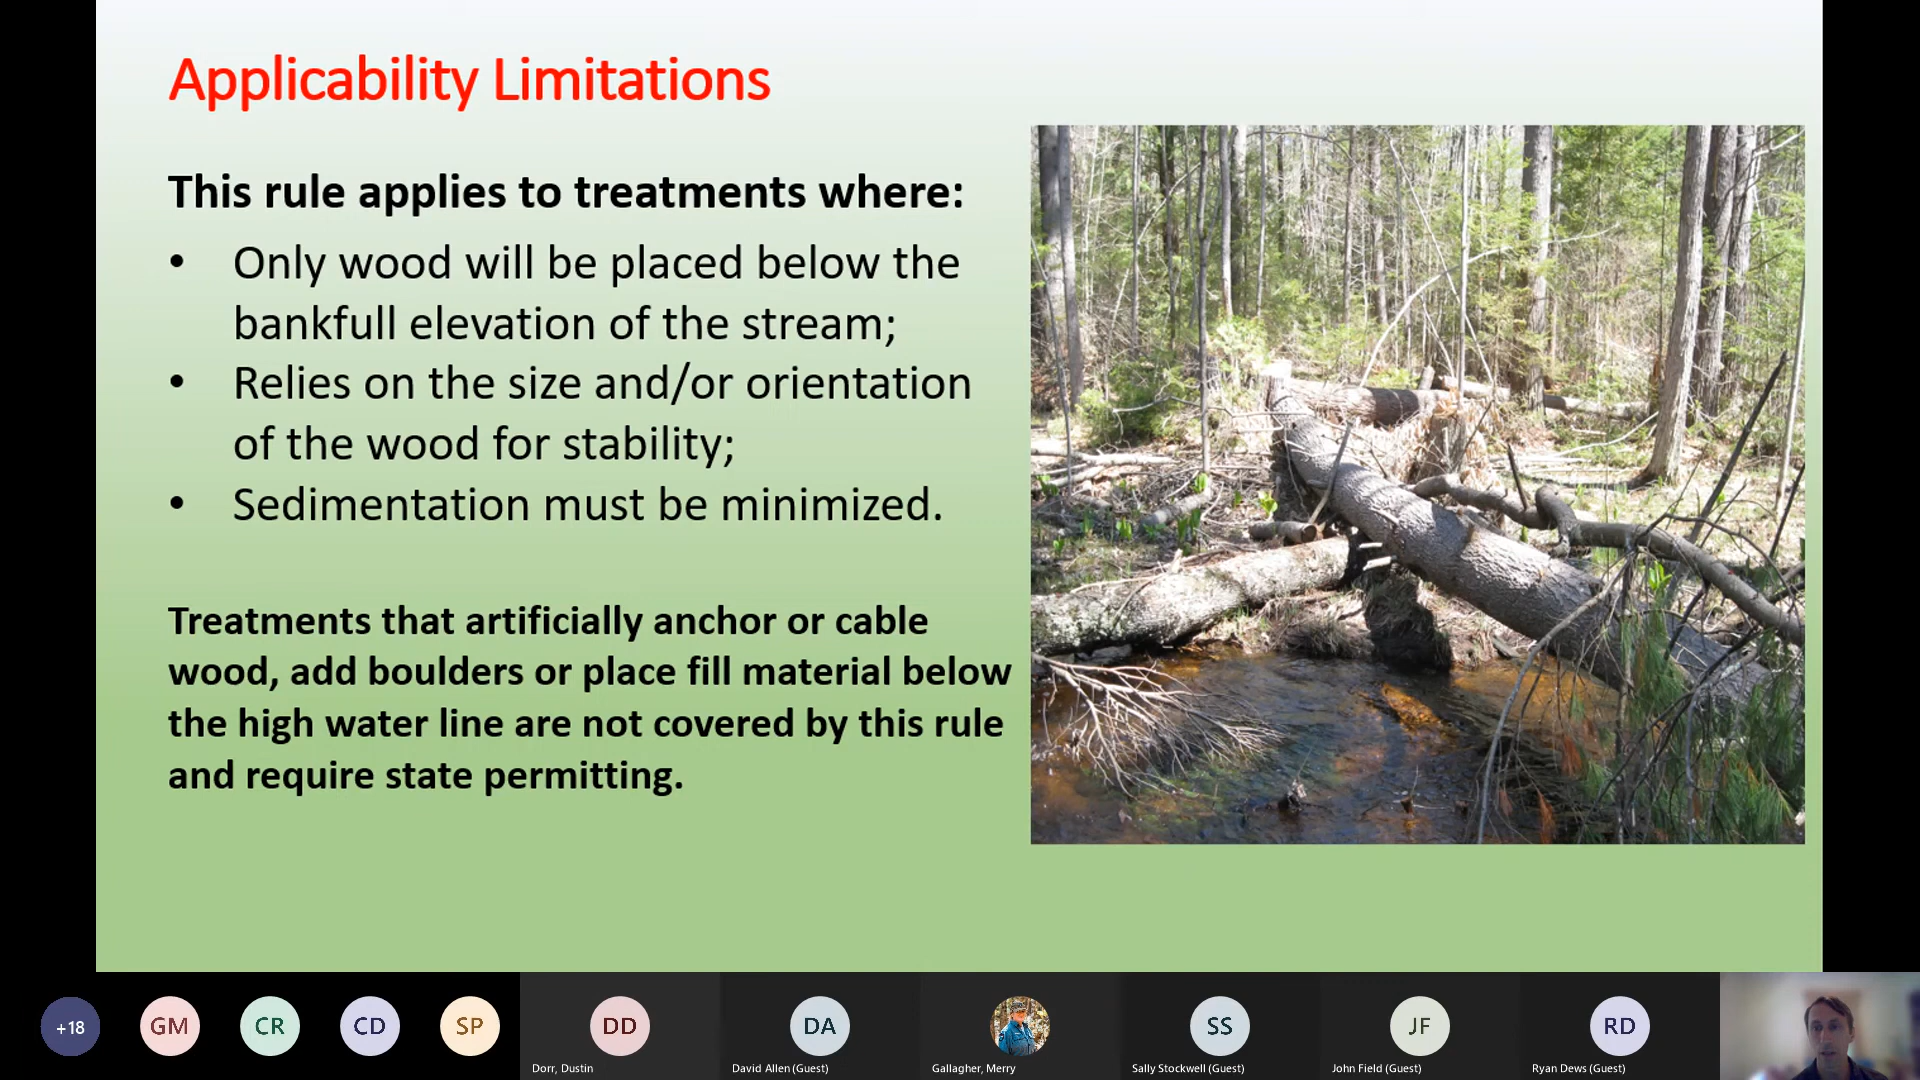 Applicability Limitations
This rule applies to treatments where:
• Only wood will be placed below the
bankfull elevation of the stream;
• Relies on the size and/or orientation
of the wood for stability;
• Sedimentation must be minimized.
Treatments that artificially anchor or cable
wood, add boulders or place fill material below
the high water line are not covered by this rule
and require state permitting.
+18
GM
CR
CD
SP
DD
DA
SS
JF
RD
Dorr, Dustin
David Allen (Guest)
Gallagher, Merry
Sally Stockwell (Guest)
John Field (Guest)
Ryan Dews (Guest)